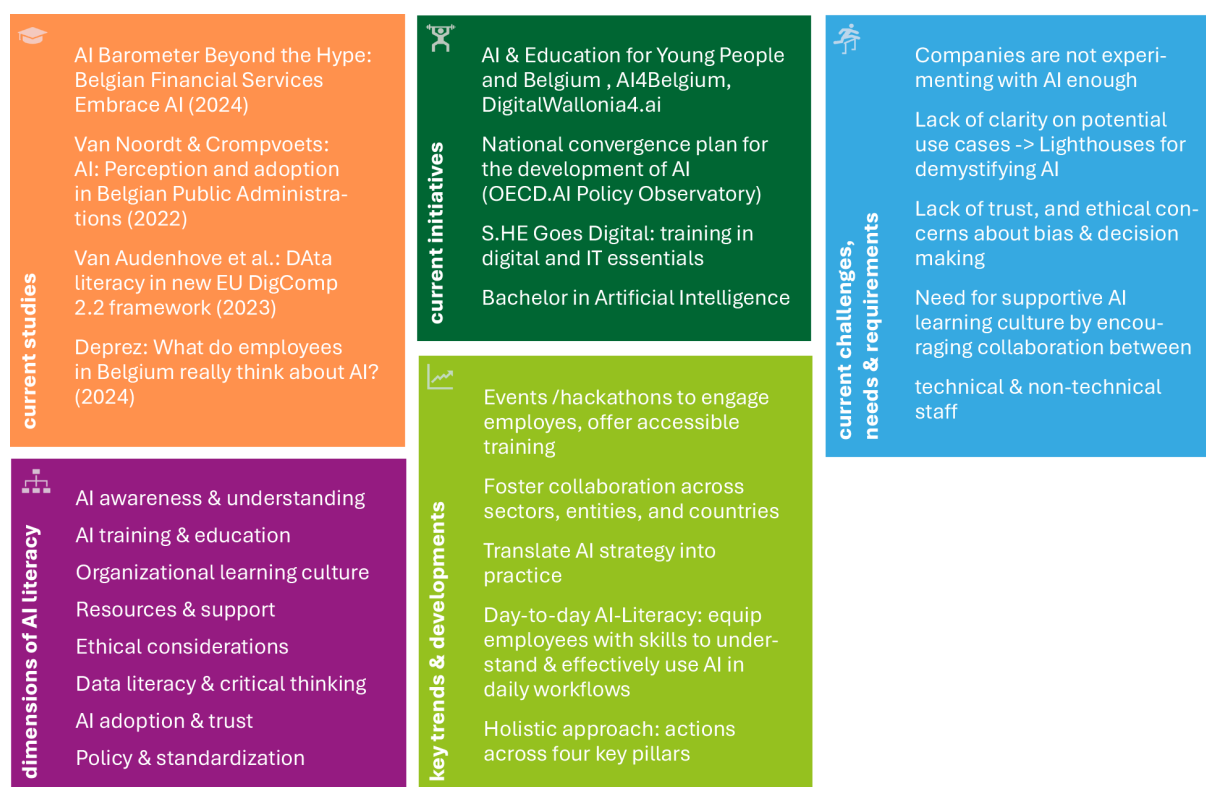 current studies
AI Barometer Beyond the Hype:
Belgian Financial Services
Embrace AI (2024)
Van Noordt & Crompvoets:
AI: Perception and adoption
in Belgian Public Administra-
tions (2022)
Van Audenhove et al.: DAta
literacy in new EU DigComp
2.2 framework (2023)
Deprez: What do employees
in Belgium really think about AI?
(2024)
dimensions of AI literacy
AI awareness & understanding
AI training & education
Organizational learning culture
Resources & support
Ethical considerations
Data literacy & critical thinking
AI adoption & trust
Policy & standardization
current initiatives
AI & Education for Young People
and Belgium , AI4Belgium,
DigitalWallonia4.ai
National convergence plan for
the development of AI
(OECD.AI Policy Observatory)
S.HE Goes Digital: training in
digital and IT essentials
Bachelor in Artificial Intelligence
key trends & developments
Events /hackathons to engage
employes, offer accessible
training
Foster collaboration across
sectors, entities, and countries
Translate AI strategy into
practice
Day-to-day AI-Literacy: equip
employees with skills to under-
stand & effectively use AI in
daily workflows
Holistic approach: actions
across four key pillars
current challenges,
needs & requirements
Companies are not experi-
menting with AI enough
Lack of clarity on potential
use cases -> Lighthouses for
demystifying AI
Lack of trust, and ethical con-
cerns about bias & decision
making
Need for supportive AI
learning culture by encou-
raging collaboration between
technical & non-technical
staff